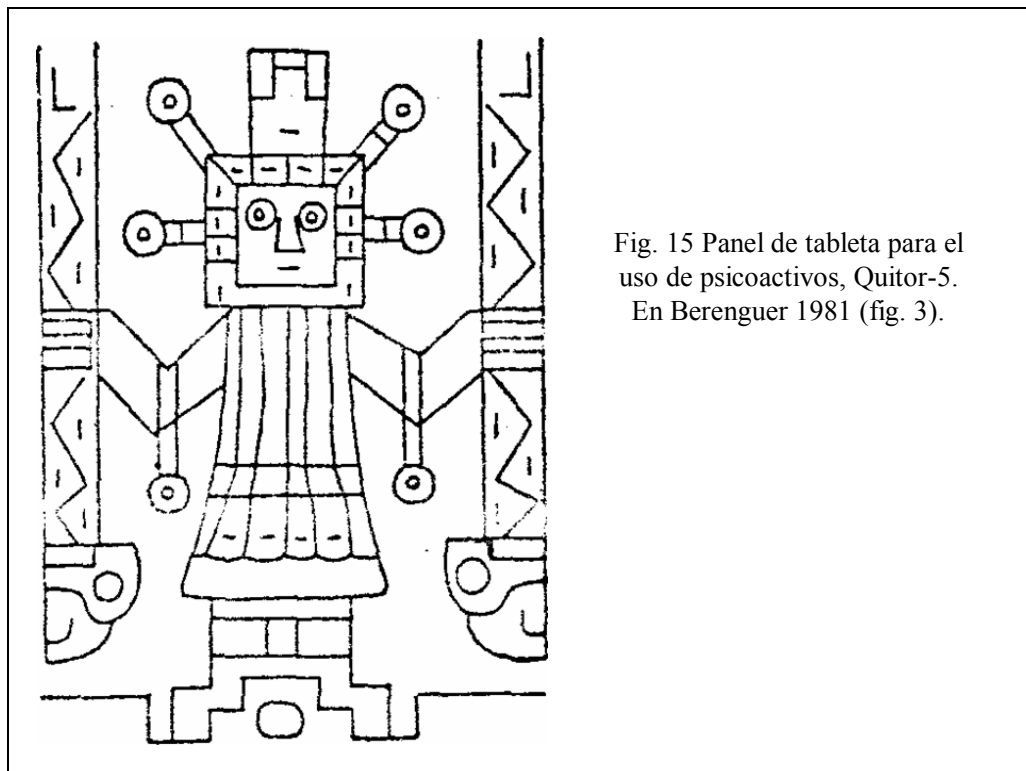 Fig. 15 Panel de tableta para el
uso de psicoactivos, Quitor-5.
En Berenguer 1981 (fig. 3).